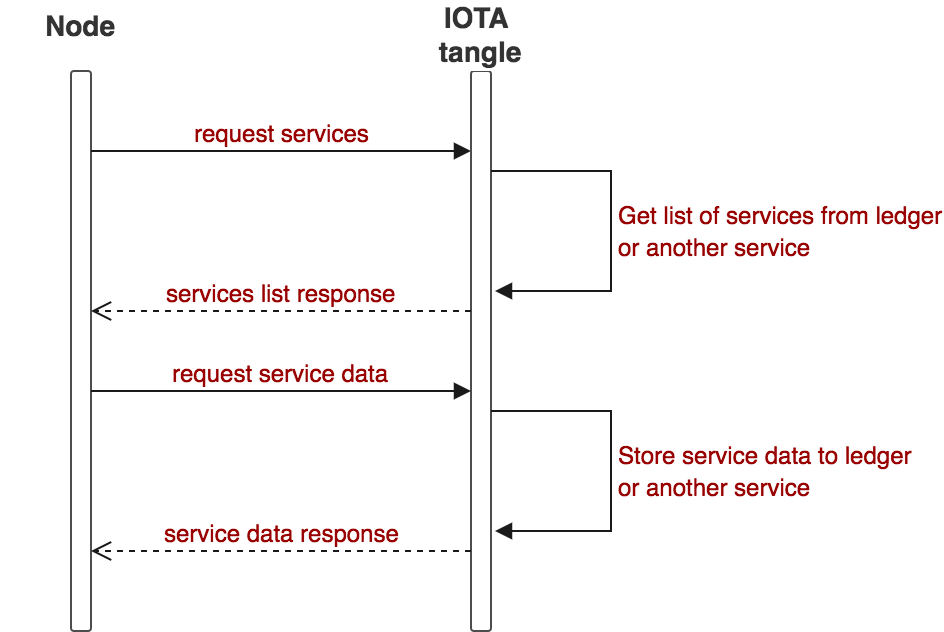 Node
IOTA
tangle
request services
Get list of services from ledger
or another service
services list response
request service data
Store service data to ledger
or another service
service data response